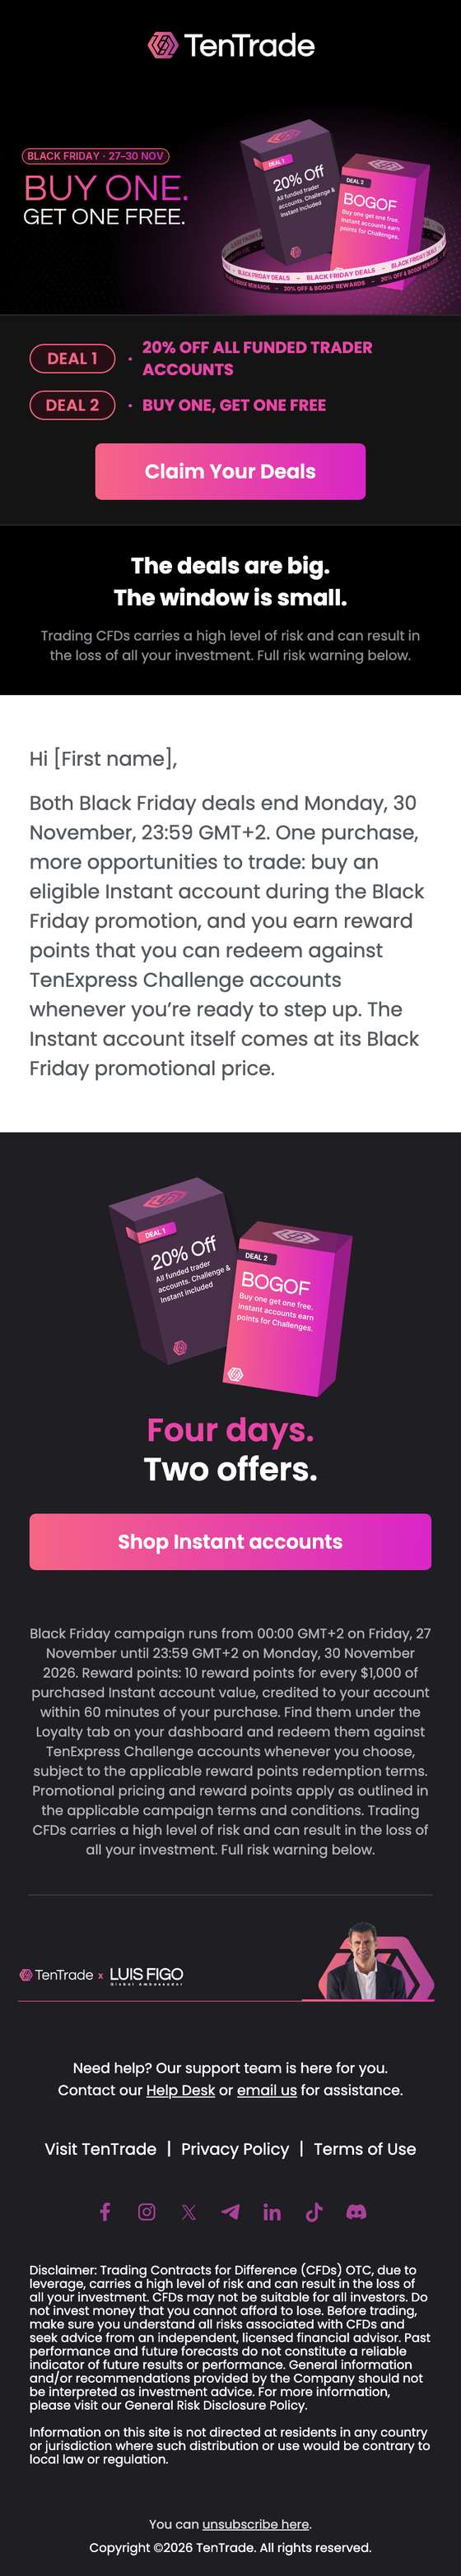 TenTrade
BLACK FRIDAY · 27–30 NOV
BUY ONE.
GET ONE FREE.
DEAL 1
20% Off
All funded trader
accounts. Challenge &
Instant included
DEAL 2
BOGOF
Buy one get one free.
Instant accounts earn
points for Challenges.
BLACK FRIDAY DEALS – BLACK FRIDAY DEALS –
20% OFF & BOGOF REWARDS –
DEAL 1 · 20% OFF ALL FUNDED TRADER
ACCOUNTS
DEAL 2 · BUY ONE, GET ONE FREE
Claim Your Deals
The deals are big.
The window is small.
Trading CFDs carries a high level of risk and can result in
the loss of all your investment. Full risk warning below.
Hi [First name],
Both Black Friday deals end Monday, 30
November, 23:59 GMT+2. One purchase,
more opportunities to trade: buy an
eligible Instant account during the Black
Friday promotion, and you earn reward
points that you can redeem against
TenExpress Challenge accounts
whenever you’re ready to step up. The
Instant account itself comes at its Black
Friday promotional price.
DEAL 1
20% Off
All funded trader
accounts. Challenge &
Instant included
DEAL 2
BOGOF
Buy one get one free.
Instant accounts earn
points for Challenges.
Four days.
Two offers.
Shop Instant accounts
Black Friday campaign runs from 00:00 GMT+2 on Friday, 27
November until 23:59 GMT+2 on Monday, 30 November
2026. Reward points: 10 reward points for every $1,000 of
purchased Instant account value, credited to your account
within 60 minutes of your purchase. Find them under the
Loyalty tab on your dashboard and redeem them against
TenExpress Challenge accounts whenever you choose,
subject to the applicable reward points redemption terms.
Promotional pricing and reward points apply as outlined in
the applicable campaign terms and conditions. Trading
CFDs carries a high level of risk and can result in the loss of
all your investment. Full risk warning below.
TenTrade x LUIS FIGO
Global Ambassador
Need help? Our support team is here for you.
Contact our Help Desk or email us for assistance.
Visit TenTrade | Privacy Policy | Terms of Use
Disclaimer: Trading Contracts for Difference (CFDs) OTC, due to
leverage, carries a high level of risk and can result in the loss of
all your investment. CFDs may not be suitable for all investors. Do
not invest money that you cannot afford to lose. Before trading,
make sure you understand all risks associated with CFDs and
seek advice from an independent, licensed financial advisor. Past
performance and future forecasts do not constitute a reliable
indicator of future results or performance. General information
and/or recommendations provided by the Company should not
be interpreted as investment advice. For more information,
please visit our General Risk Disclosure Policy.
Information on this site is not directed at residents in any country
or jurisdiction where such distribution or use would be contrary to
local law or regulation.
You can unsubscribe here.
Copyright ©2026 TenTrade. All rights reserved.